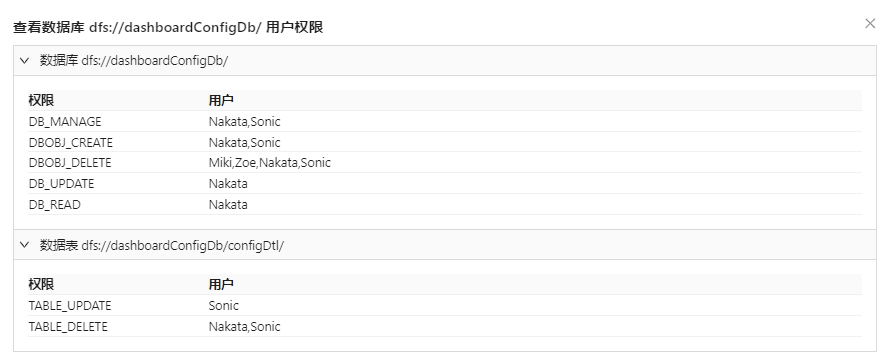 查看数据库 dfs://dashboardConfigDb/ 用户权限
数据库 dfs://dashboardConfigDb/
权限 用户
DB_MANAGE Nakata,Sonic
DBOBJ_CREATE Nakata,Sonic
DBOBJ_DELETE Miki,Zoe,Nakata,Sonic
DB_UPDATE Nakata
DB_READ Nakata
数据表 dfs://dashboardConfigDb/configDtl/
权限 用户
TABLE_UPDATE Sonic
TABLE_DELETE Nakata,Sonic